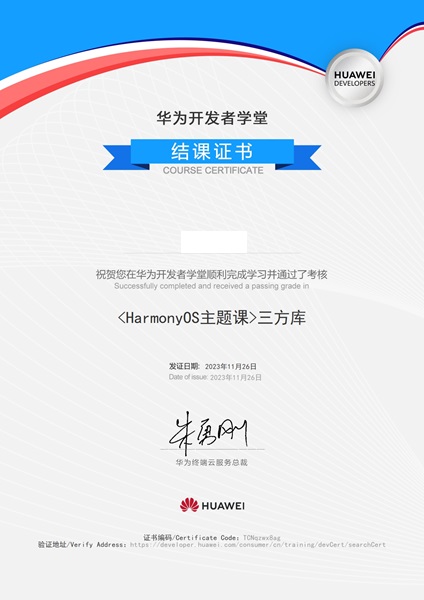 HUAWEI
DEVELOPERS
华为开发者学堂
结课证书
COURSE CERTIFICATE
祝贺您在华为开发者学堂顺利完成学习并通过了考核
Successfully completed and received a passing grade in
<HarmonyOS主题课>三方库
发证日期: 2023年11月26日
Date of issue: 2023年11月26日
朱勇刚
华为终端云服务总裁
HUAWEI
证书编码/Certificate Code: TCNqrwxBag
验证地址/Verify Address: https://developer.huawei.com/consumer/cn/training/devCert/searchCert